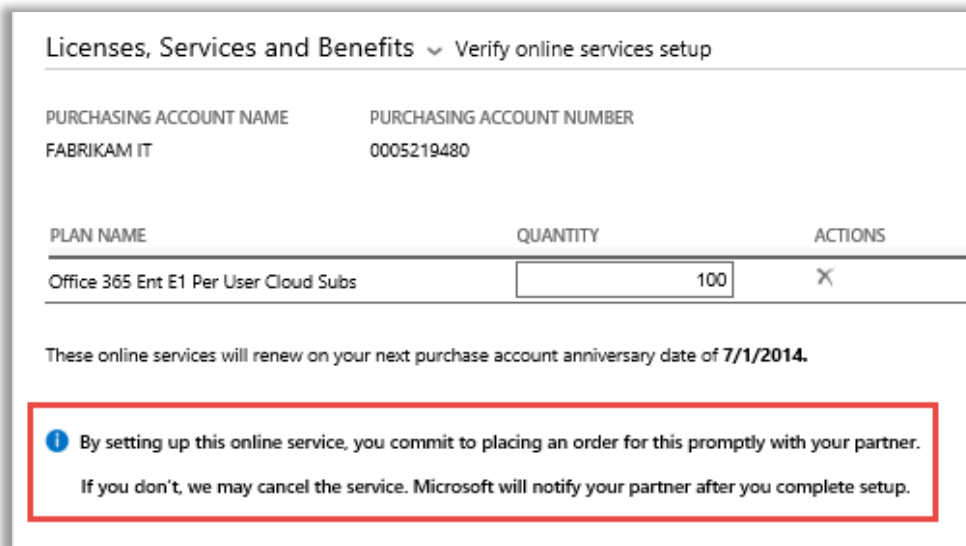 Licenses, Services and Benefits Verify online services setup
PURCHASING ACCOUNT NAME PURCHASING ACCOUNT NUMBER
FABRIKAM IT 0005219480
PLAN NAME QUANTITY ACTIONS
Office 365 Ent E1 Per User Cloud Subs 100
These online services will renew on your next purchase account anniversary date of 7/1/2014.
By setting up this online service, you commit to placing an order for this promptly with your partner.
If you don't, we may cancel the service. Microsoft will notify your partner after you complete setup.